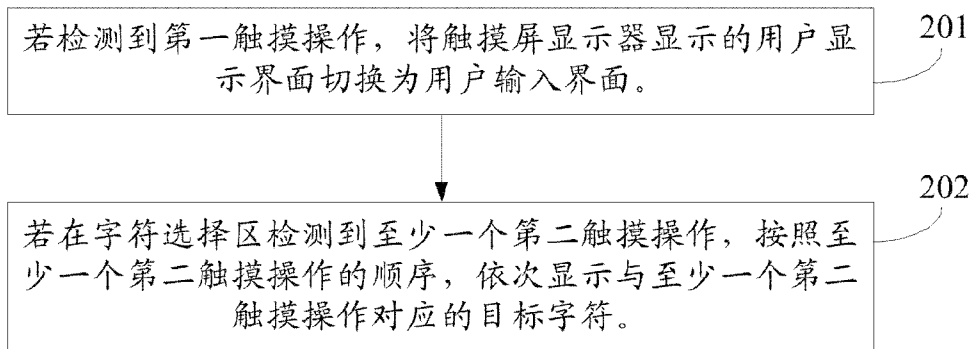 若检测到第一触摸操作，将触摸屏显示器显示的用户显
示界面切换为用户输入界面。
201
若在字符选择区检测到至少一个第二触摸操作，按照至
少一个第二触摸操作的顺序，依次显示与至少一个第二
触摸操作对应的目标字符。
202